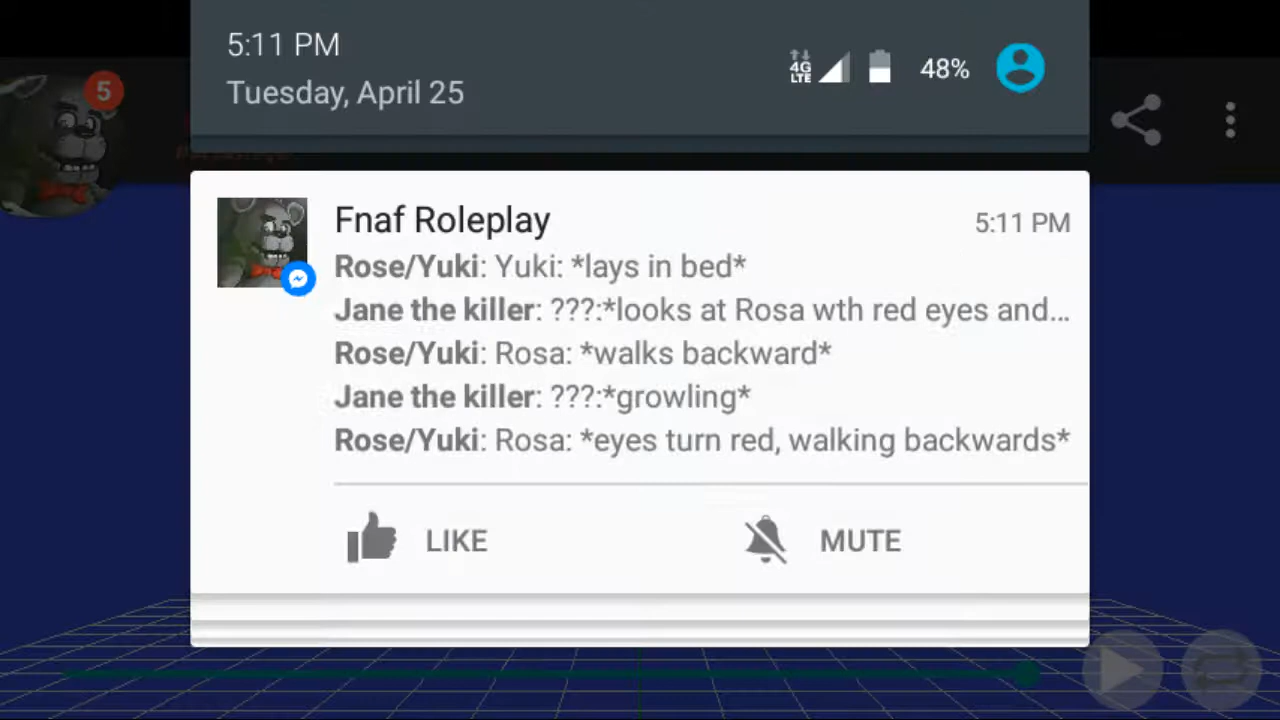 5:11 PM
Tuesday, April 25
4G
LTE
48%
5
Fnaf Roleplay
5:11 PM
Rose/Yuki: Yuki: *lays in bed*
Jane the killer: ???:*looks at Rosa wth red eyes and...
Rose/Yuki: Rosa: *walks backward*
Jane the killer: ???:*growling*
Rose/Yuki: Rosa: *eyes turn red, walking backwards*
LIKE
MUTE